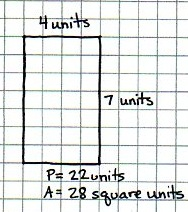 4 units
7 units
P= 22 units
A= 28 square units